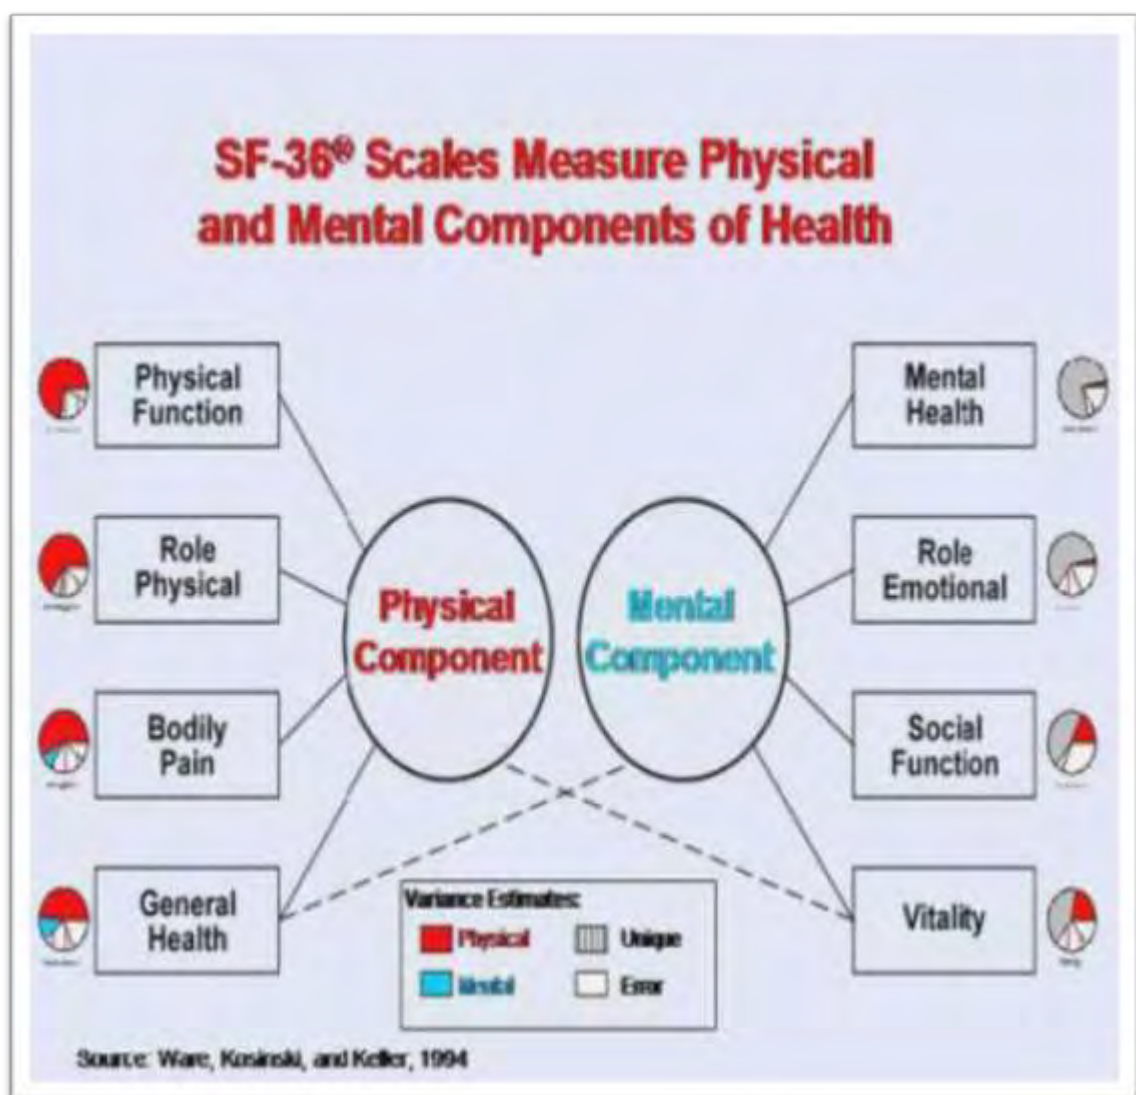 SF-36® Scales Measure Physical
and Mental Components of Health
Physical
Function
Role
Physical
Bodily
Pain
General
Health
Physical
Component
Mental
Component
Mental
Health
Role
Emotional
Social
Function
Vitality
Variance Estimates:
Physical
Unique
Mental
Error
Source: Ware, Kosinski, and Keller, 1994